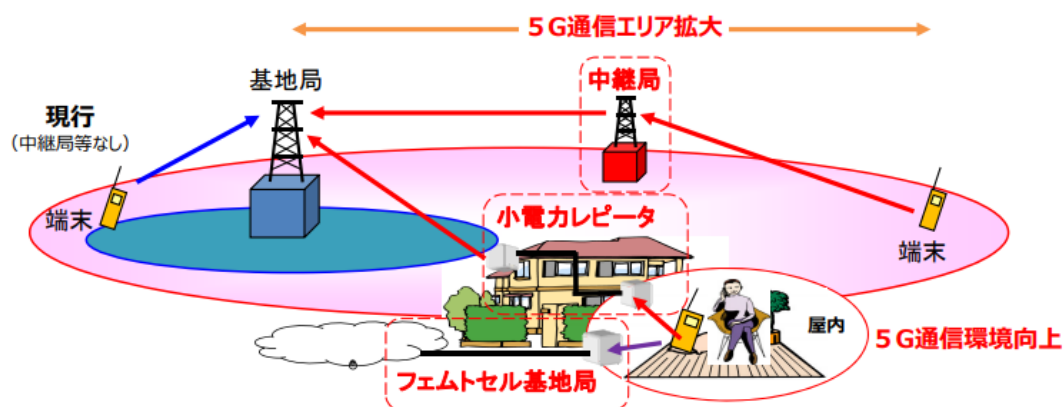 5G通信エリア拡大
基地局
中継局
現行
(中継局等なし)
端末
小電力レピータ
端末
屋内
5G通信環境向上
フェムトセル基地局